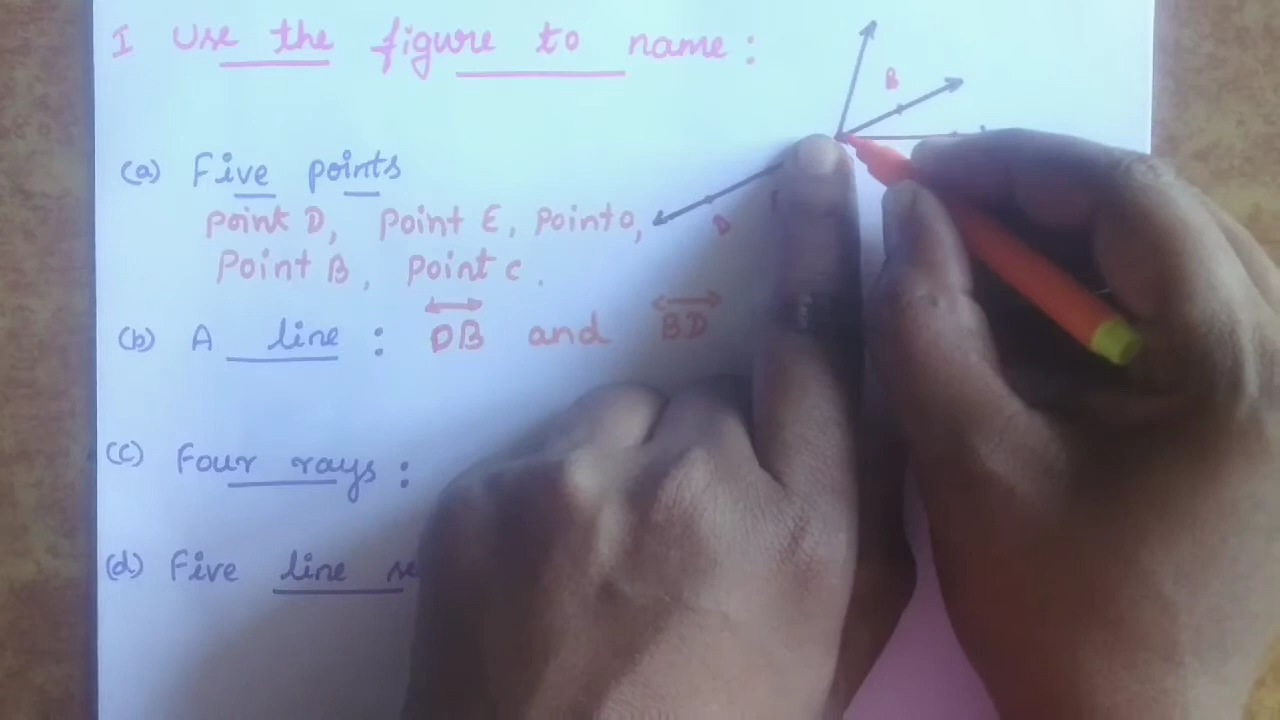 I Use the figure to name:
B
(a) Five points
Point D, Point E, Point O,
Point B, Point C.
D
(b) A line: DB and BD
(c) Four rays:
(d) Five line